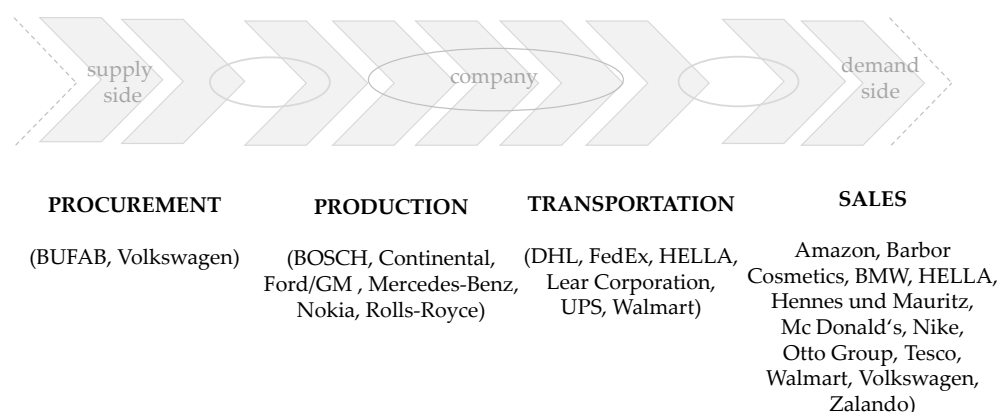 supply
side
company
demand
side
PROCUREMENT
(BUFAB, Volkswagen)
PRODUCTION
(BOSCH, Continental,
Ford/GM , Mercedes-Benz,
Nokia, Rolls-Royce)
TRANSPORTATION
(DHL, FedEx, HELLA,
Lear Corporation,
UPS, Walmart)
SALES
Amazon, Barbor
Cosmetics, BMW, HELLA,
Hennes und Mauritz,
Mc Donald‘s, Nike,
Otto Group, Tesco,
Walmart, Volkswagen,
Zalando)